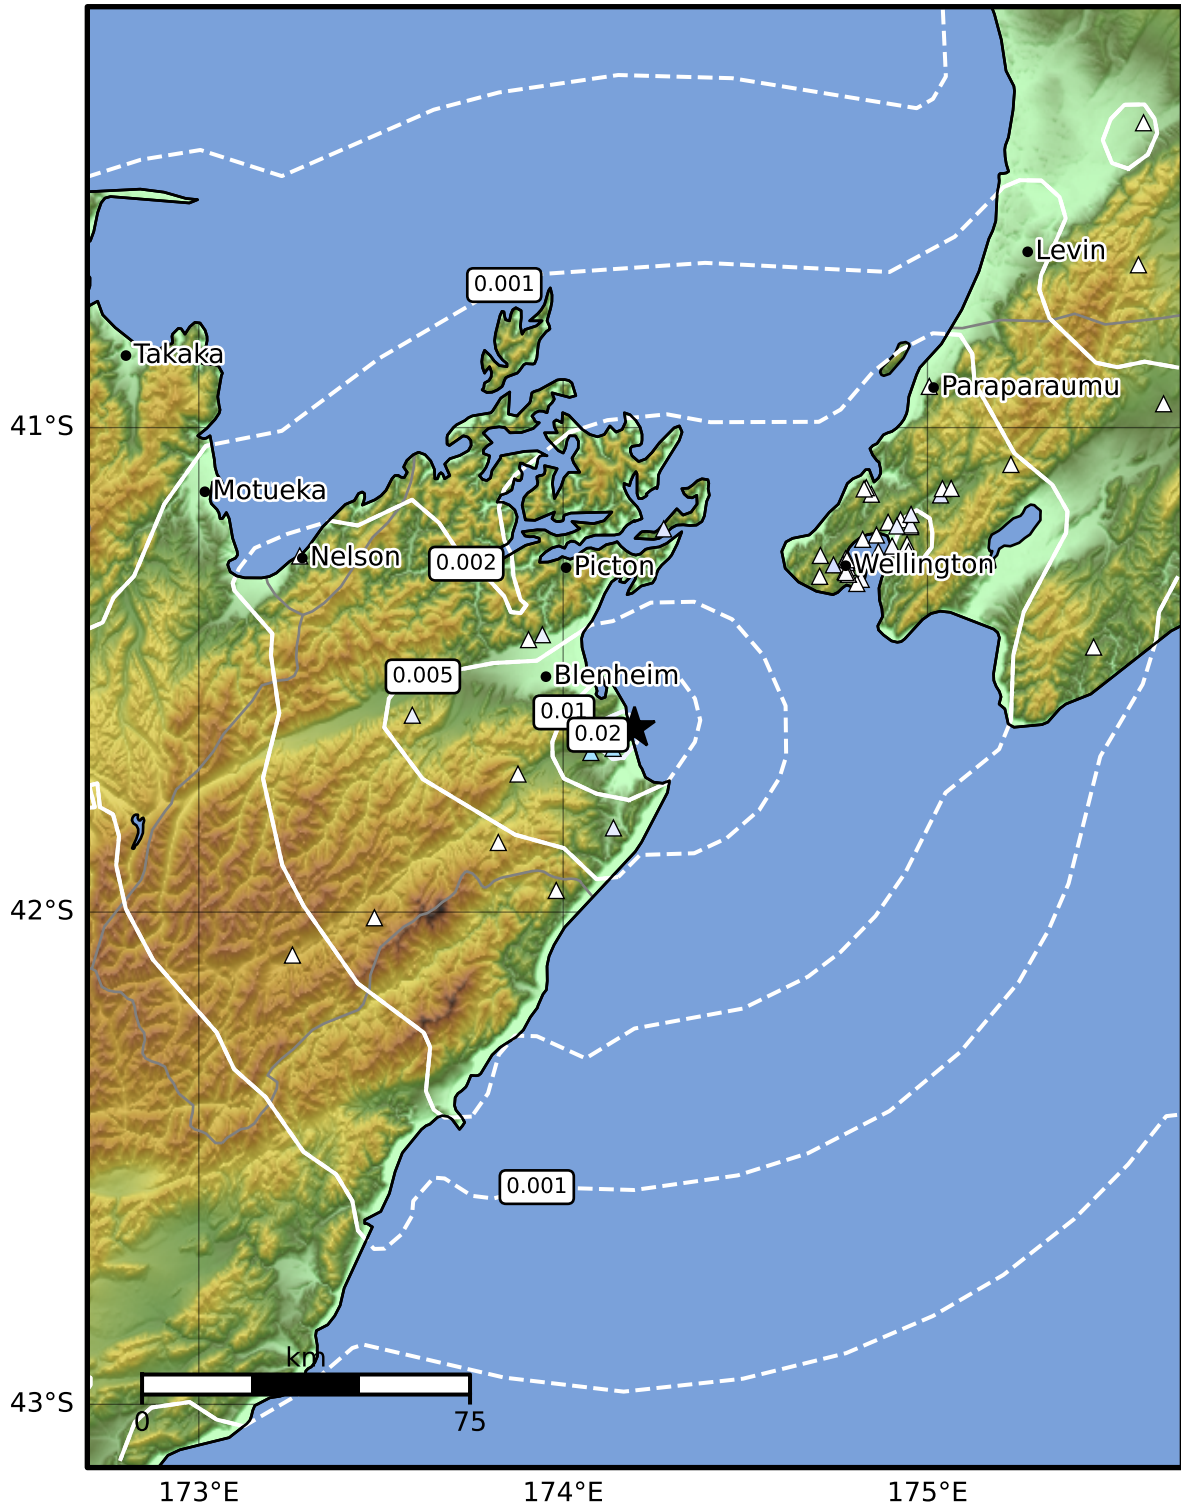 Levin
0.001
Takaka
Paraparaumu
41°S
Motueka
Nelson
0.002
Picton
Wellington
0.005
Blenheim
0.01
0.02
42°S
0.001
km
0
75
43°S
173°E
174°E
175°E